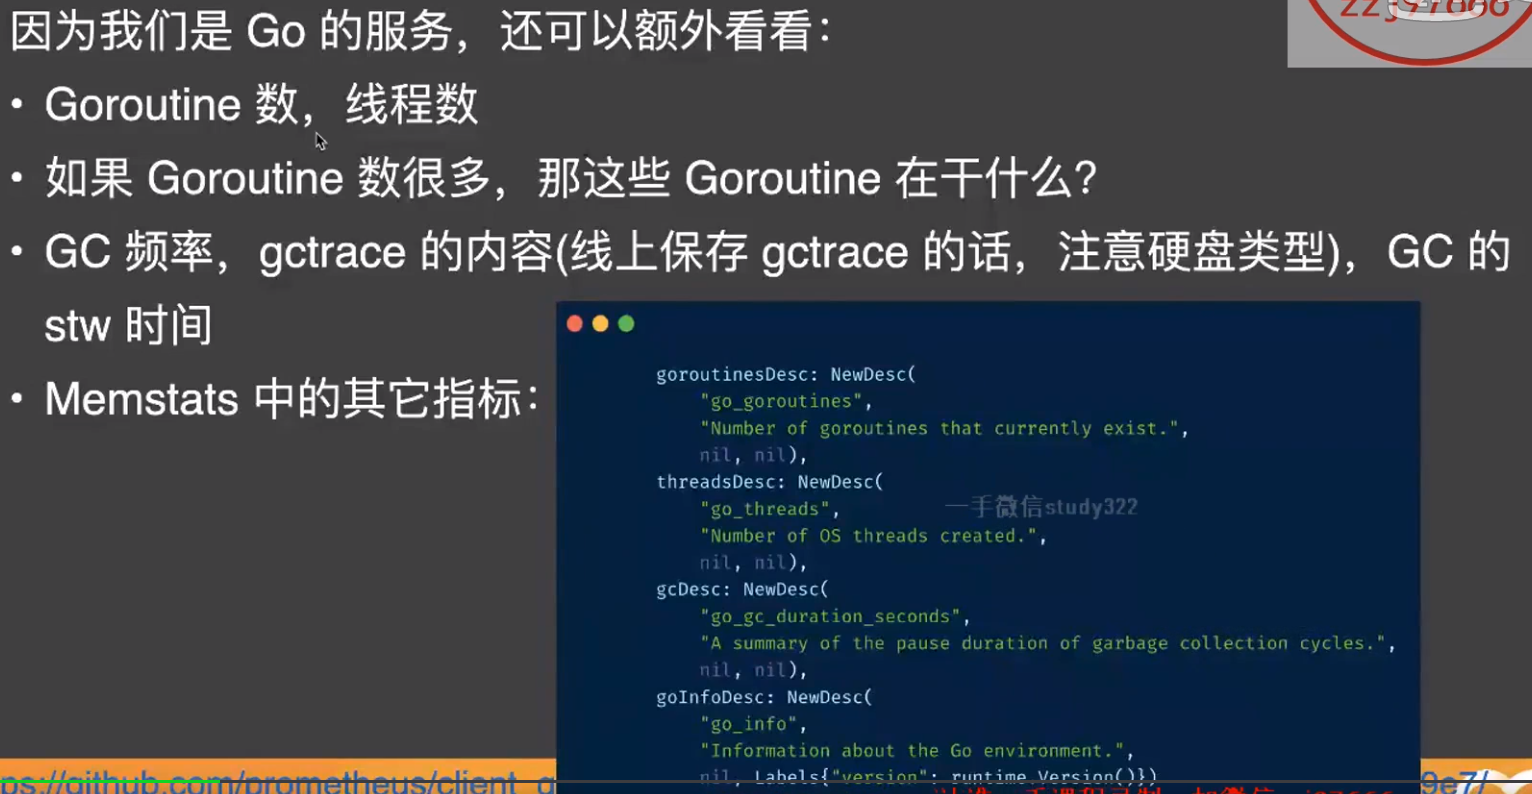 因为我们是 Go 的服务，还可以额外看看：
• Goroutine 数，线程数
• 如果 Goroutine 数很多，那这些 Goroutine 在干什么？
• GC 频率，gctrace 的内容(线上保存 gctrace 的话，注意硬盘类型)，GC 的
stw 时间
• Memstats 中的其它指标：
goroutinesDesc: NewDesc(
"go_goroutines",
"Number of goroutines that currently exist.",
nil, nil),
threadsDesc: NewDesc(
"go_threads",
一手微信study322
"Number of OS threads created.",
nil, nil),
gcDesc: NewDesc(
"go_gc_duration_seconds",
"A summary of the pause duration of garbage collection cycles.",
nil, nil),
goInfoDesc: NewDesc(
"go_info",
"Information about the Go environment.",
nil, Labels{"version": runtime.Version()})
ps://github.com/prometheus/client_g
9e7/